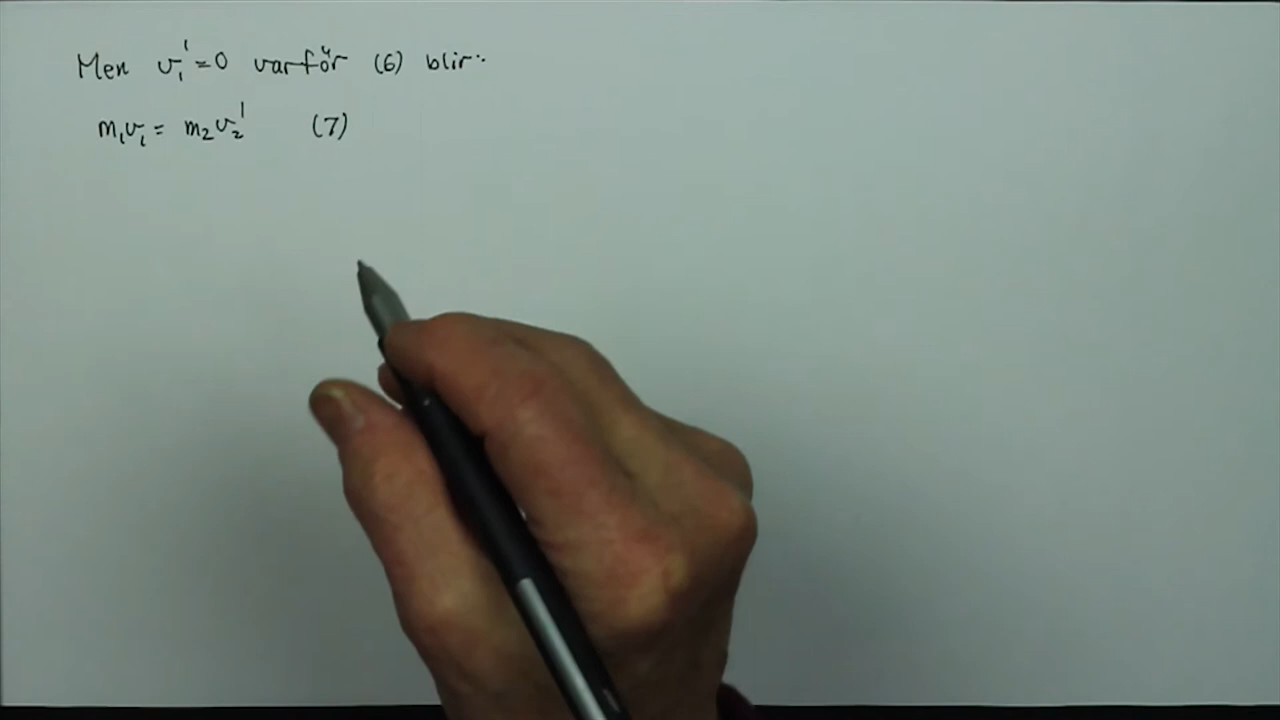 Men v₁' = 0 varför (6) blir:
m₁v₁ = m₂v₂' (7)